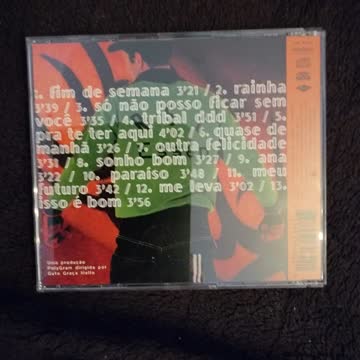 1. fim de semana 3'21 / 2. rainha
3'39 / 3. só não posso ficar sem
você 3'35 / 4. tribal ddd 3'51 / 5.
pra te ter aqui 4'02 / 6. quase de
manhã 3'26 / 7. outra felicidade
3'31 / 8. sonho bom 3'27 / 9. ana
3'22 / 10. paraíso 3'48 / 11. meu
futuro 3'42 / 12. me leva 3'02 / 13.
isso é bom 3'56
Uma produção
PolyGram dirigida por
Guto Graça Mello